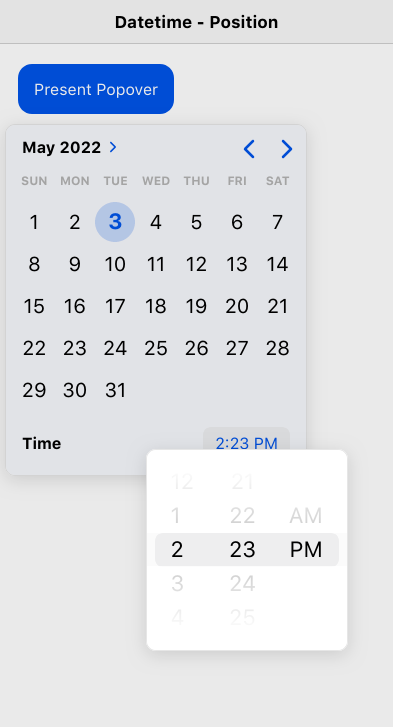 Datetime - Position
Present Popover
May 2022
SUN MON TUE WED THU FRI SAT
1 2 3 4 5 6 7
8 9 10 11 12 13 14
15 16 17 18 19 20 21
22 23 24 25 26 27 28
29 30 31
Time 2:23 PM
12 21
1 22 AM
2 23 PM
3 24
4 25